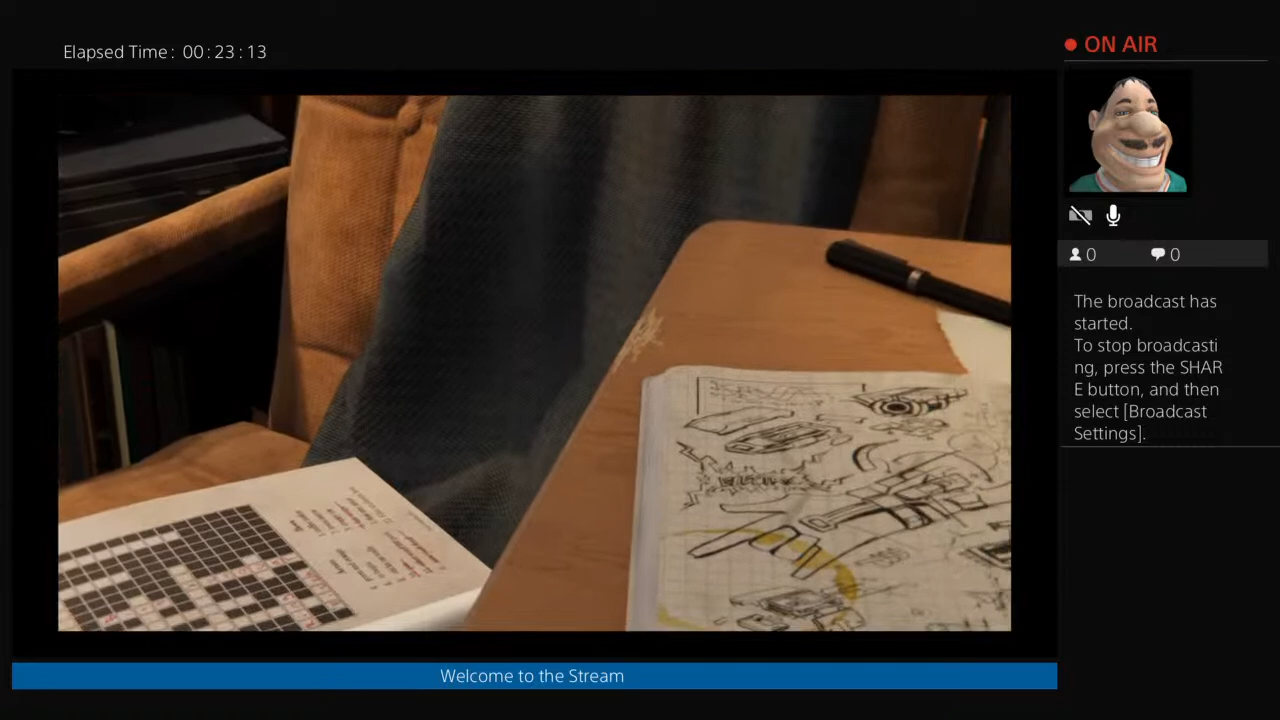 Elapsed Time: 00:23:13
ON AIR
0
0
The broadcast has
started.
To stop broadcasti
ng, press the SHAR
E button, and then
select [Broadcast
Settings].
Welcome to the Stream